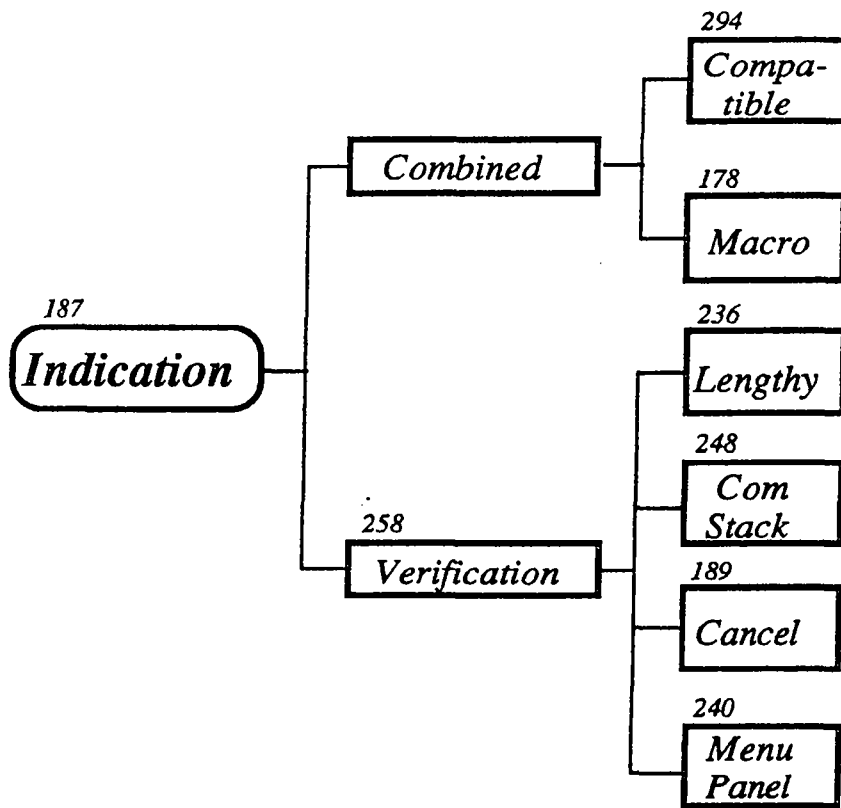 294
Compa-
tible
Combined
178
Macro
187
Indication
236
Lengthy
248
Com
Stack
258
Verification
189
Cancel
240
Menu
Panel